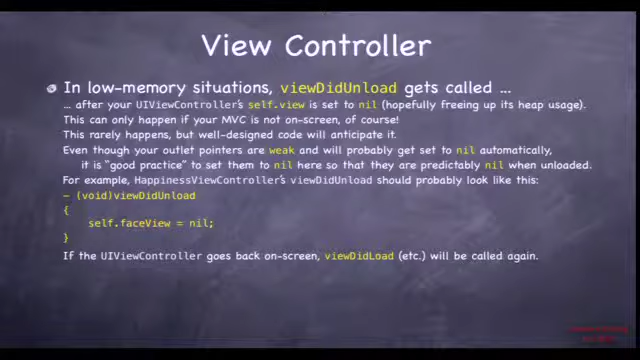 View Controller
In low-memory situations, viewDidUnload gets called ...
... after your UIViewController's self.view is set to nil (hopefully freeing up its heap usage).
This can only happen if your MVC is not on-screen, of course!
This rarely happens, but well-designed code will anticipate it.
Even though your outlet pointers are weak and will probably get set to nil automatically,
it is "good practice" to set them to nil here so that they are predictably nil when unloaded.
For example, HappinessViewController's viewDidUnload should probably look like this:
- (void)viewDidUnload
{
self.faceView = nil;
}
If the UIViewController goes back on-screen, viewDidLoad (etc.) will be called again.